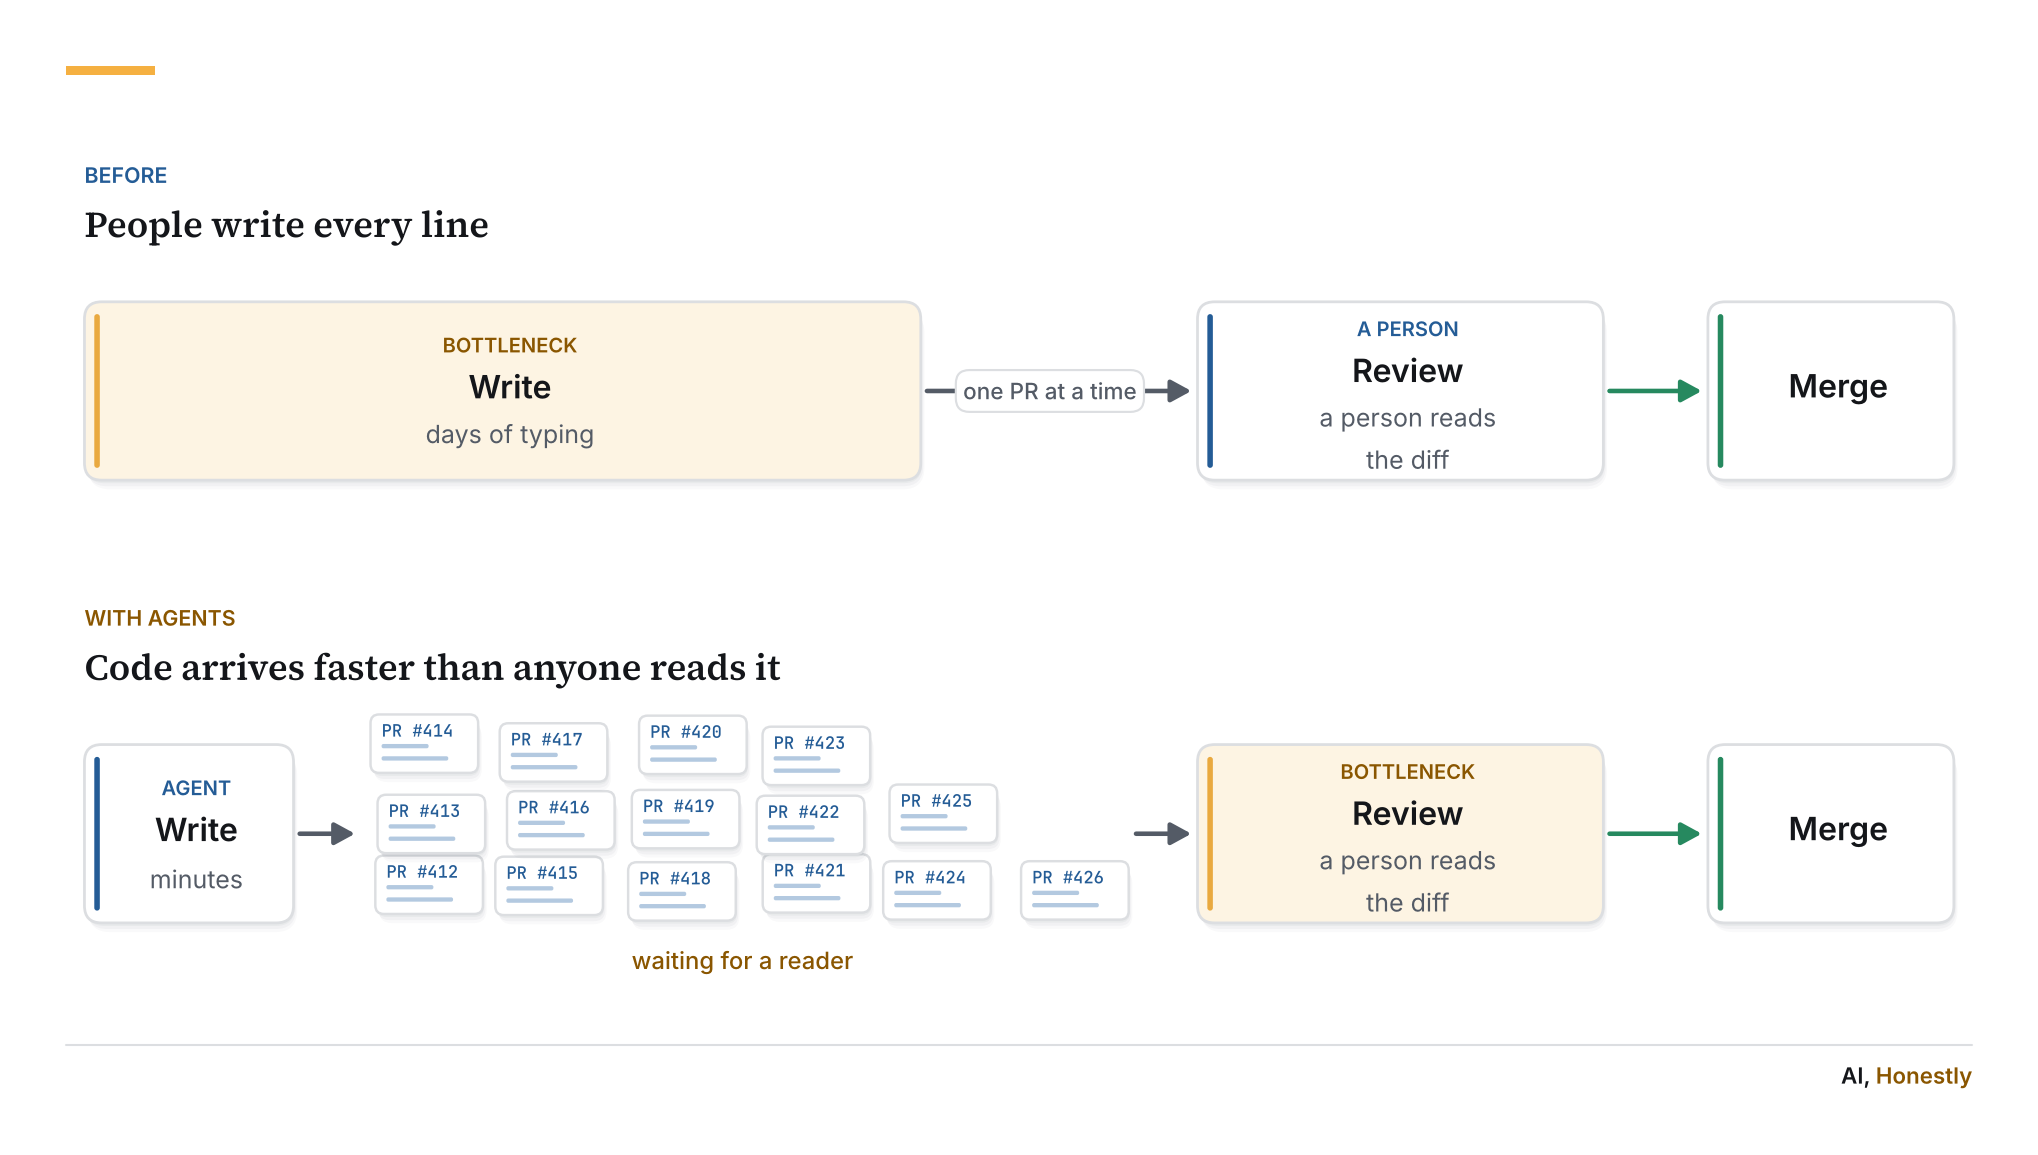 BEFORE
People write every line
BOTTLENECK
Write
days of typing
one PR at a time
A PERSON
Review
a person reads
the diff
Merge
WITH AGENTS
Code arrives faster than anyone reads it
AGENT
Write
minutes
PR #414
PR #417
PR #420
PR #423
PR #425
PR #413
PR #416
PR #419
PR #422
PR #412
PR #415
PR #418
PR #421
PR #424
PR #426
waiting for a reader
BOTTLENECK
Review
a person reads
the diff
Merge
AI, Honestly